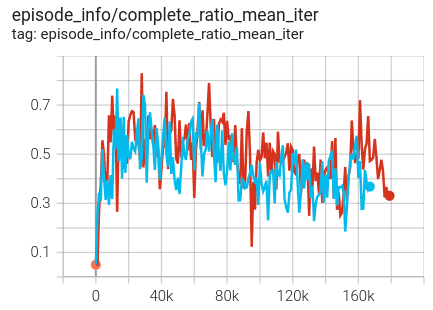 episode_info/complete_ratio_mean_iter
tag: episode_info/complete_ratio_mean_iter
0.7
0.5
0.3
0.1
0 40k 80k 120k 160k